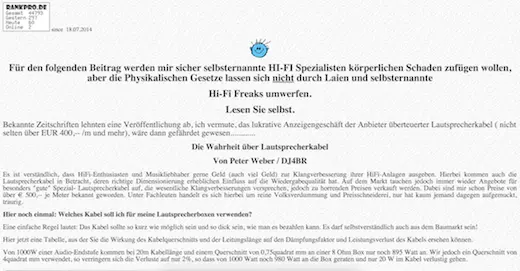 RANKPRO.DE
Gesamt 44793
Gestern 297
Heute 60
Online 2
seit 18.07.2014
Für den folgenden Beitrag werden mir sicher selbsternannte HI-FI Spezialisten körperlichen Schaden zufügen wollen,
aber die Physikalischen Gesetze lassen sich nicht durch Laien und selbsternannte
Hi-Fi Freaks umwerfen.
Lesen Sie selbst.
Bekannte Zeitschriften lehnten eine Veröffentlichung ab, ich vermute, das lukrative Anzeigengeschäft der Anbieter überteuerter Lautsprecherkabel ( nicht
selten über EUR 400,-- /m und mehr), wäre dann gefährdet gewesen............
Die Wahrheit über Lautsprecherkabel
Von Peter Weber / DJ4BR
Es ist verständlich, dass HiFi-Enthusiasten und Musikliebhaber gerne Geld (auch viel Geld) zur Klangverbesserung ihrer HiFi-Anlagen ausgeben. Hierbei kommen auch die
Lautsprecherkabel in Betracht, deren richtige Dimensionierung erheblichen Einfluss auf die Wiedergabequalität hat. Auf dem Markt tauchen jedoch immer wieder Angebote für
besonders "gute" Spezial- Lautsprecherkabel auf, die wesentliche Klangverbesserungen versprechen, jedoch zu horrenden Preisen verkauft werden. Dabei sind mir schon Preise von
über € 500,-- je Meter bekannt geworden. Unter Fachleuten handelt es sich hierbei um reine Volksverdummung und Preisschneiderei, nur hat kaum jemand dagegen aufbegehrt,
traurig.
Hier noch einmal: Welches Kabel soll ich für meine Lautsprecherboxen verwenden?
Eine einfache Regel lautet: Das Kabel sollte so kurz wie möglich sein und so dick sein, wie man es bezahlen kann. Es darf selbstverständlich auch aus dem Baumarkt sein!
Hier jetzt eine Tabelle, aus der Sie die Wirkung des Kabelquerschnitts und der Leitungslänge auf den Dämpfungsfaktor und Leistungsverlust des Kabels ersehen können.
Von 1000W einer Audio-Endstufe kommen bei 20m Kabellänge und einem Querschnitt von 0,75quadrat mm an einer 8 Ohm Box nur noch 895 Watt an. Wir jedoch ein Querschnitt von
4quadrat mm verwendet, so verringern sich die Verluste auf nur 2%, so dass von 1000 Watt noch 980 Watt an die Box geraten und nur 20 W im Kabel verlustig gehen.